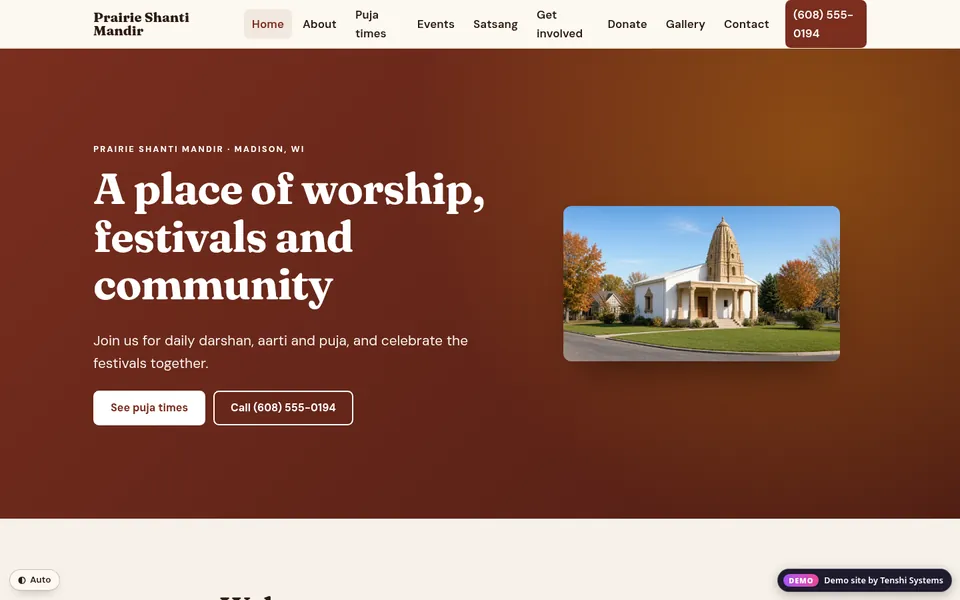 Prairie Shanti
Mandir
Home
About
Puja
times
Events
Satsang
Get
involved
Donate
Gallery
Contact
(608) 555-
0194
PRAIRIE SHANTI MANDIR · MADISON, WI
A place of worship,
festivals and
community
Join us for daily darshan, aarti and puja, and celebrate the
festivals together.
See puja times
Call (608) 555-0194
Auto
DEMO Demo site by Tenshi Systems